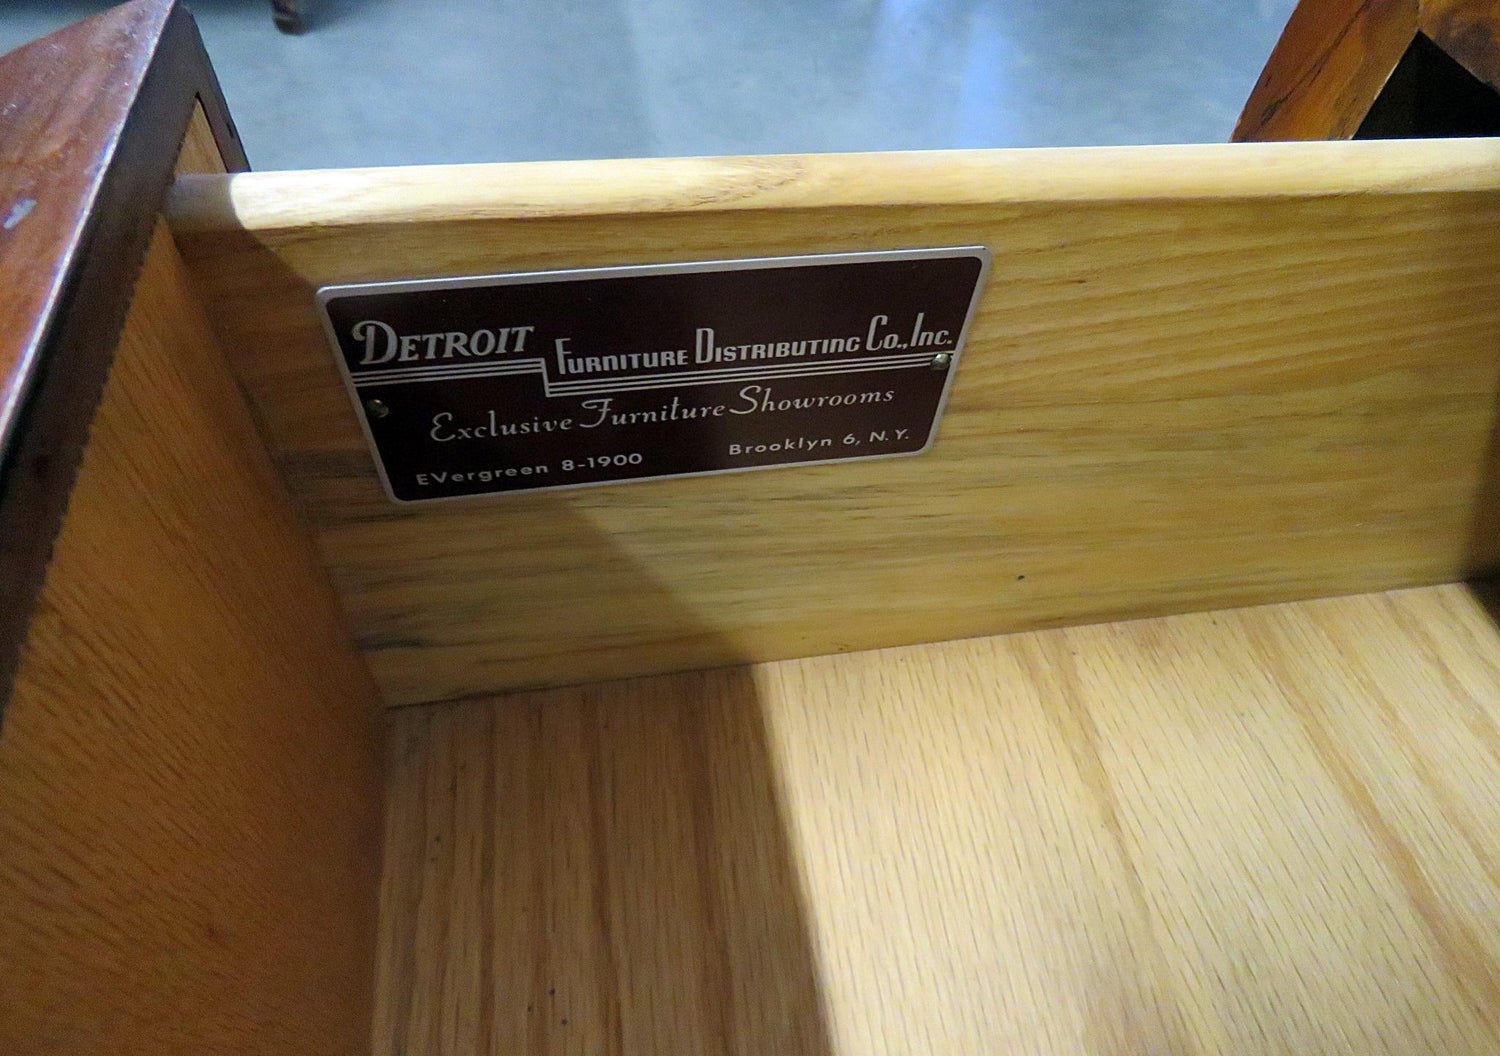 DETROIT FURNITURE DISTRIBUTING CO., INC.
Exclusive Furniture Showrooms
EVergreen 8-1900 Brooklyn 6, N.Y.